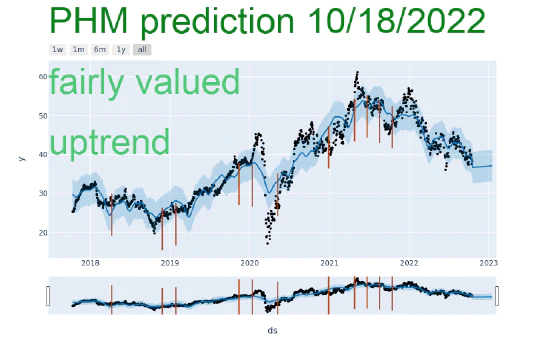 PHM prediction 10/18/2022
1w 1m 6m 1y all
fairly valued
uptrend
60
50
40
30
20
y
2018 2019 2020 2021 2022 2023
ds